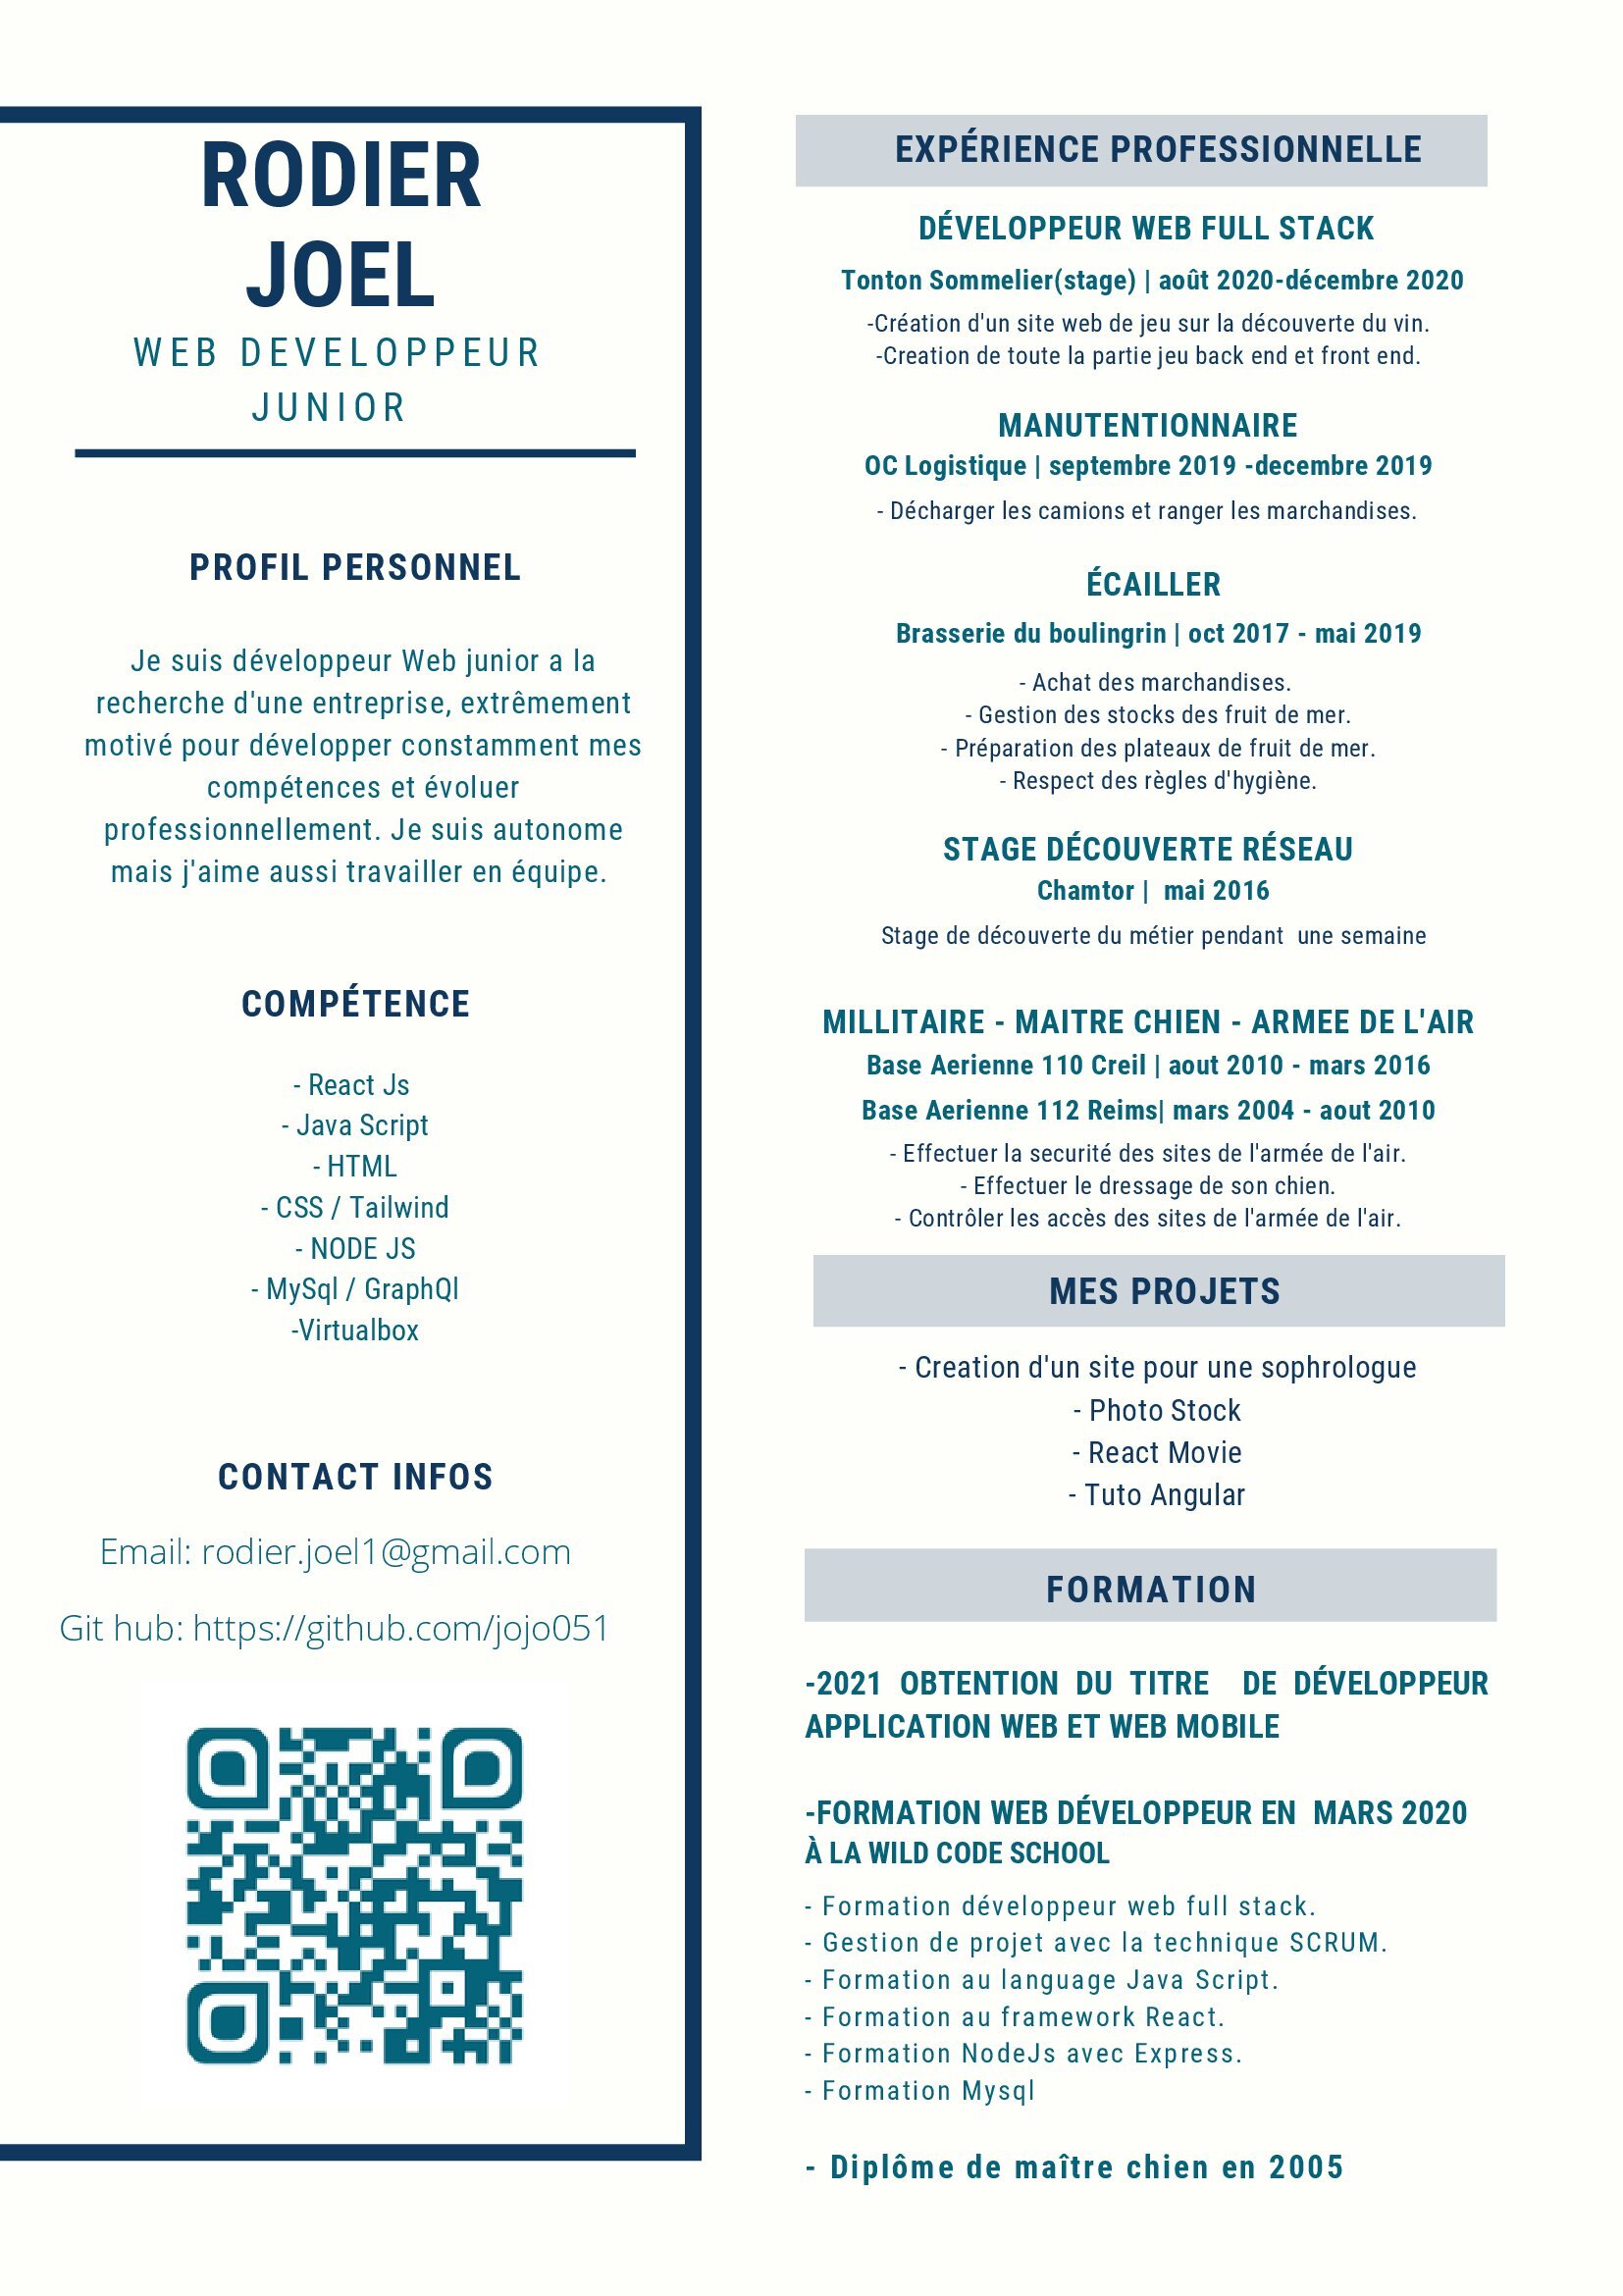 RODIER
JOEL
WEB DEVELOPPEUR
JUNIOR
PROFIL PERSONNEL
Je suis développeur Web junior a la
recherche d'une entreprise, extrêmement
motivé pour développer constamment mes
compétences et évoluer
professionnellement. Je suis autonome
mais j'aime aussi travailler en équipe.
COMPÉTENCE
- React Js
- Java Script
- HTML
- CSS / Tailwind
- NODE JS
- MySql / GraphQl
-Virtualbox
CONTACT INFOS
Email: rodier.joel1@gmail.com
Git hub: https://github.com/jojo051
EXPÉRIENCE PROFESSIONNELLE
DÉVELOPPEUR WEB FULL STACK
Tonton Sommelier(stage) | août 2020-décembre 2020
-Création d'un site web de jeu sur la découverte du vin.
-Creation de toute la partie jeu back end et front end.
MANUTENTIONNAIRE
OC Logistique | septembre 2019 -decembre 2019
- Décharger les camions et ranger les marchandises.
ÉCAILLER
Brasserie du boulingrin | oct 2017 - mai 2019
- Achat des marchandises.
- Gestion des stocks des fruit de mer.
- Préparation des plateaux de fruit de mer.
- Respect des règles d'hygiène.
STAGE DÉCOUVERTE RÉSEAU
Chamtor | mai 2016
Stage de découverte du métier pendant une semaine
MILLITAIRE - MAITRE CHIEN - ARMEE DE L'AIR
Base Aerienne 110 Creil | aout 2010 - mars 2016
Base Aerienne 112 Reims| mars 2004 - aout 2010
- Effectuer la securité des sites de l'armée de l'air.
- Effectuer le dressage de son chien.
- Contrôler les accès des sites de l'armée de l'air.
MES PROJETS
- Creation d'un site pour une sophrologue
- Photo Stock
- React Movie
- Tuto Angular
FORMATION
-2021 OBTENTION DU TITRE DE DÉVELOPPEUR
APPLICATION WEB ET WEB MOBILE
-FORMATION WEB DÉVELOPPEUR EN MARS 2020
À LA WILD CODE SCHOOL
- Formation développeur web full stack.
- Gestion de projet avec la technique SCRUM.
- Formation au language Java Script.
- Formation au framework React.
- Formation NodeJs avec Express.
- Formation Mysql
- Diplôme de maître chien en 2005